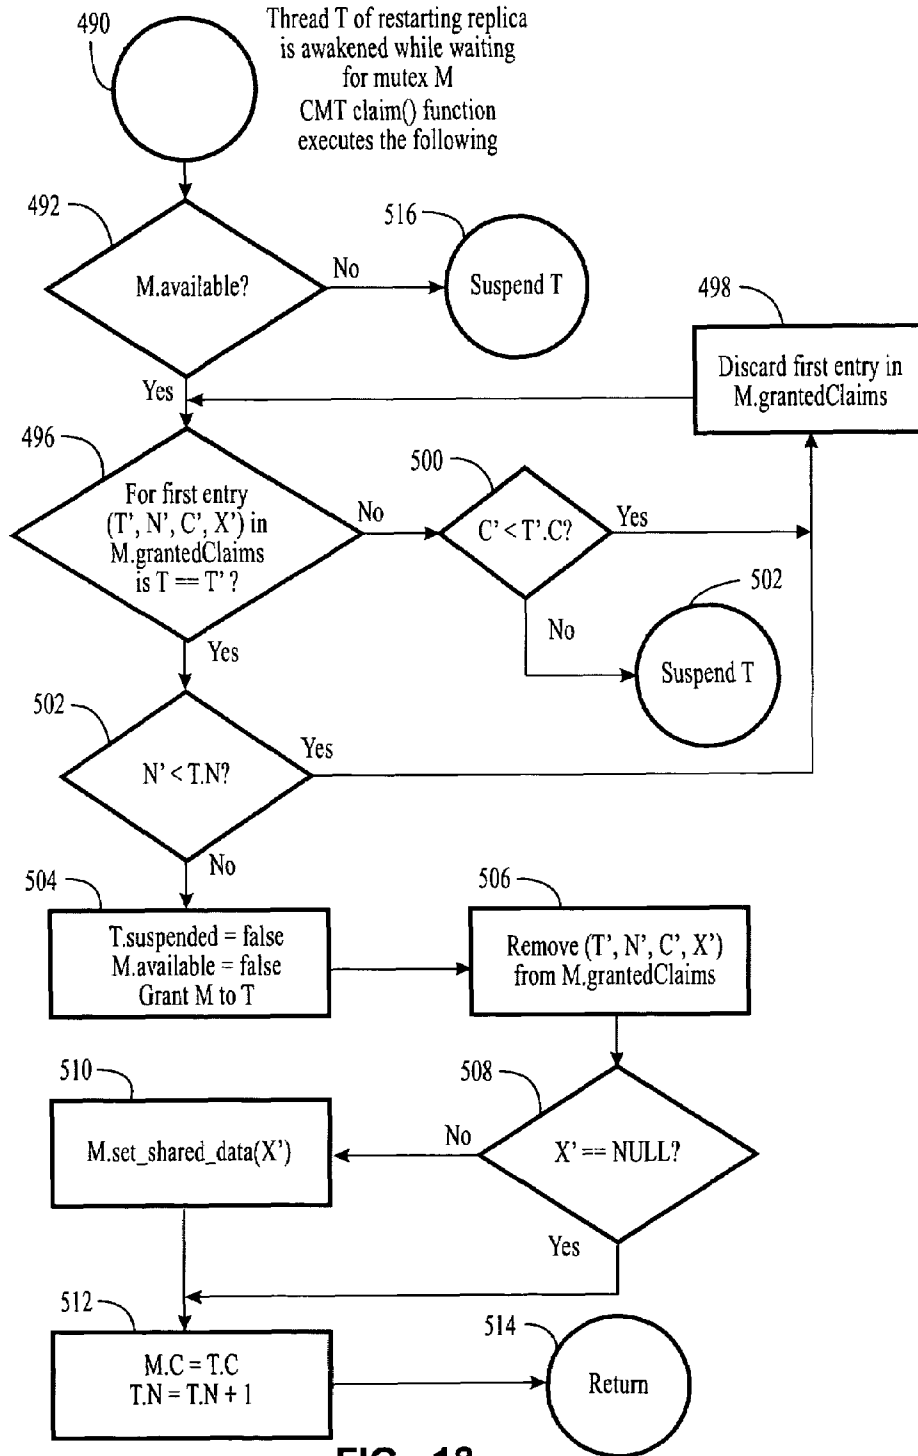 490
Thread T of restarting replica
is awakened while waiting
for mutex M
CMT claim() function
executes the following
492
M.available?
No
516
Suspend T
498
Discard first entry in
M.grantedClaims
Yes
496
For first entry
(T', N', C', X') in
M.grantedClaims
is T == T' ?
No
500
C' < T'.C?
Yes
No
502
Suspend T
Yes
502
N' < T.N?
Yes
No
504
T.suspended = false
M.available = false
Grant M to T
506
Remove (T', N', C', X')
from M.grantedClaims
508
X' == NULL?
No
510
M.set_shared_data(X')
Yes
512
M.C = T.C
T.N = T.N + 1
514
Return
FIG. 18